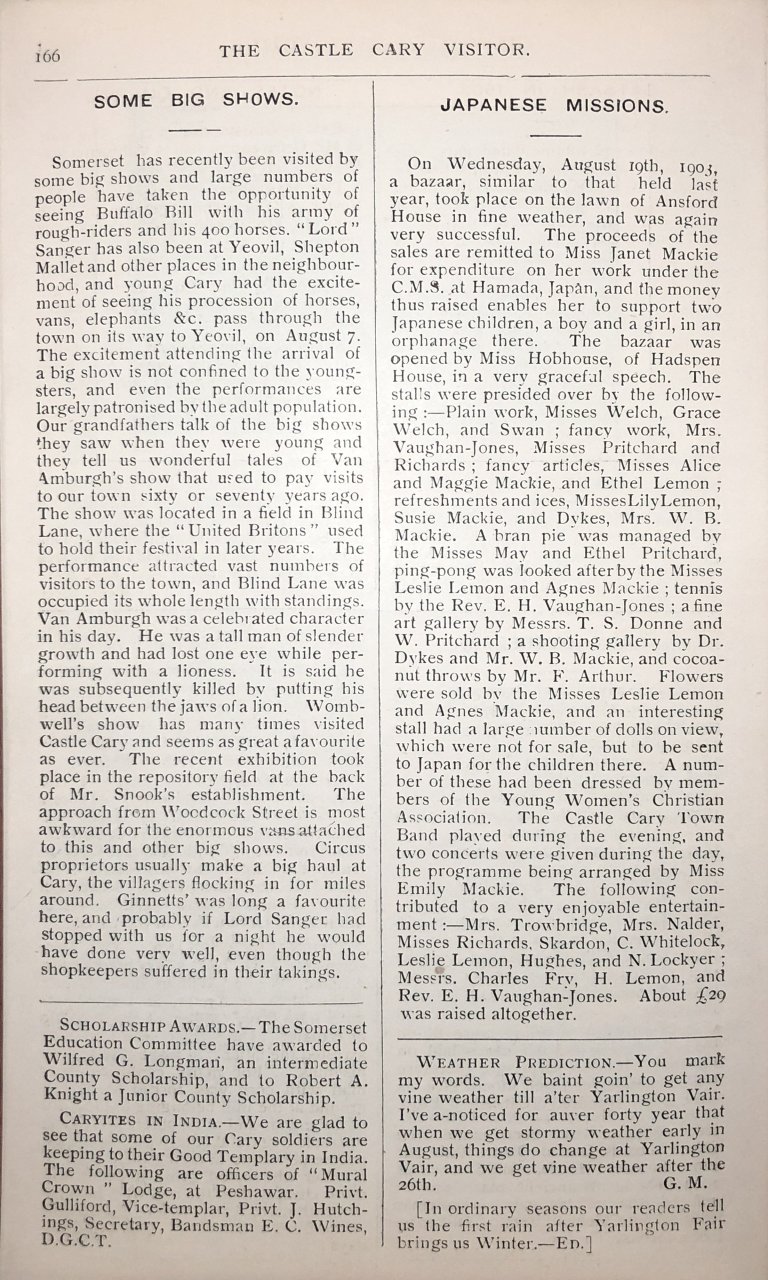 166
THE CASTLE CARY VISITOR.
SOME BIG SHOWS.
Somerset has recently been visited by
some big shows and large numbers of
people have taken the opportunity of
seeing Buffalo Bill with his army of
rough-riders and his 400 horses. "Lord"
Sanger has also been at Yeovil, Shepton
Mallet and other places in the neighbour-
hood, and young Cary had the excite-
ment of seeing his procession of horses,
vans, elephants &c. pass through the
town on its way to Yeovil, on August 7.
The excitement attending the arrival of
a big show is not confined to the young-
sters, and even the performances are
largely patronised by the adult population.
Our grandfathers talk of the big shows
they saw when they were young and
they tell us wonderful tales of Van
Amburgh's show that used to pay visits
to our town sixty or seventy years ago.
The show was located in a field in Blind
Lane, where the "United Britons" used
to hold their festival in later years. The
performance attracted vast numbers of
visitors to the town, and Blind Lane was
occupied its whole length with standings.
Van Amburgh was a celebrated character
in his day. He was a tall man of slender
growth and had lost one eye while per-
forming with a lioness. It is said he
was subsequently killed by putting his
head between the jaws of a lion. Womb-
well's show has many times visited
Castle Cary and seems as great a favourite
as ever. The recent exhibition took
place in the repository field at the back
of Mr. Snook's establishment. The
approach from Woodcock Street is most
awkward for the enormous vans attached
to this and other big shows. Circus
proprietors usually make a big haul at
Cary, the villagers flocking in for miles
around. Ginnetts' was long a favourite
here, and probably if Lord Sanger had
stopped with us for a night he would
have done very well, even though the
shopkeepers suffered in their takings.
SCHOLARSHIP AWARDS.—The Somerset
Education Committee have awarded to
Wilfred G. Longman, an intermediate
County Scholarship, and to Robert A.
Knight a Junior County Scholarship.
CARYITES IN INDIA.—We are glad to
see that some of our Cary soldiers are
keeping to their Good Templary in India.
The following are officers of "Mural
Crown" Lodge, at Peshawar. Privt.
Gulliford, Vice-templar, Privt. J. Hutch-
ings, Secretary, Bandsman E. C. Wines,
D.G.C.T.
JAPANESE MISSIONS.
On Wednesday, August 19th, 1903,
a bazaar, similar to that held last
year, took place on the lawn of Ansford
House in fine weather, and was again
very successful. The proceeds of the
sales are remitted to Miss Janet Mackie
for expenditure on her work under the
C.M.S. at Hamada, Japan, and the money
thus raised enables her to support two
Japanese children, a boy and a girl, in an
orphanage there. The bazaar was
opened by Miss Hobhouse, of Hadspen
House, in a very graceful speech. The
stalls were presided over by the follow-
ing :—Plain work, Misses Welch, Grace
Welch, and Swan ; fancy work, Mrs.
Vaughan-Jones, Misses Pritchard and
Richards ; fancy articles, Misses Alice
and Maggie Mackie, and Ethel Lemon ;
refreshments and ices, Misses Lily Lemon,
Susie Mackie, and Dykes, Mrs. W. B.
Mackie. A bran pie was managed by
the Misses May and Ethel Pritchard,
ping-pong was looked after by the Misses
Leslie Lemon and Agnes Mackie ; tennis
by the Rev. E. H. Vaughan-Jones ; a fine
art gallery by Messrs. T. S. Donne and
W. Pritchard ; a shooting gallery by Dr.
Dykes and Mr. W. B. Mackie, and cocoa-
nut throws by Mr. F. Arthur. Flowers
were sold by the Misses Leslie Lemon
and Agnes Mackie, and an interesting
stall had a large number of dolls on view,
which were not for sale, but to be sent
to Japan for the children there. A num-
ber of these had been dressed by mem-
bers of the Young Women's Christian
Association. The Castle Cary Town
Band played during the evening, and
two concerts were given during the day,
the programme being arranged by Miss
Emily Mackie. The following con-
tributed to a very enjoyable entertain-
ment :—Mrs. Trowbridge, Mrs. Nalder,
Misses Richards, Skardon, C. Whitelock,
Leslie Lemon, Hughes, and N. Lockyer ;
Messrs. Charles Fry, H. Lemon, and
Rev. E. H. Vaughan-Jones. About £29
was raised altogether.
WEATHER PREDICTION.—You mark
my words. We baint goin' to get any
vine weather till a'ter Yarlington Vair.
I've a-noticed for auver forty year that
when we get stormy weather early in
August, things do change at Yarlington
Vair, and we get vine weather after the
26th. G. M.
[In ordinary seasons our readers tell
us the first rain after Yarlington Fair
brings us Winter.—ED.]